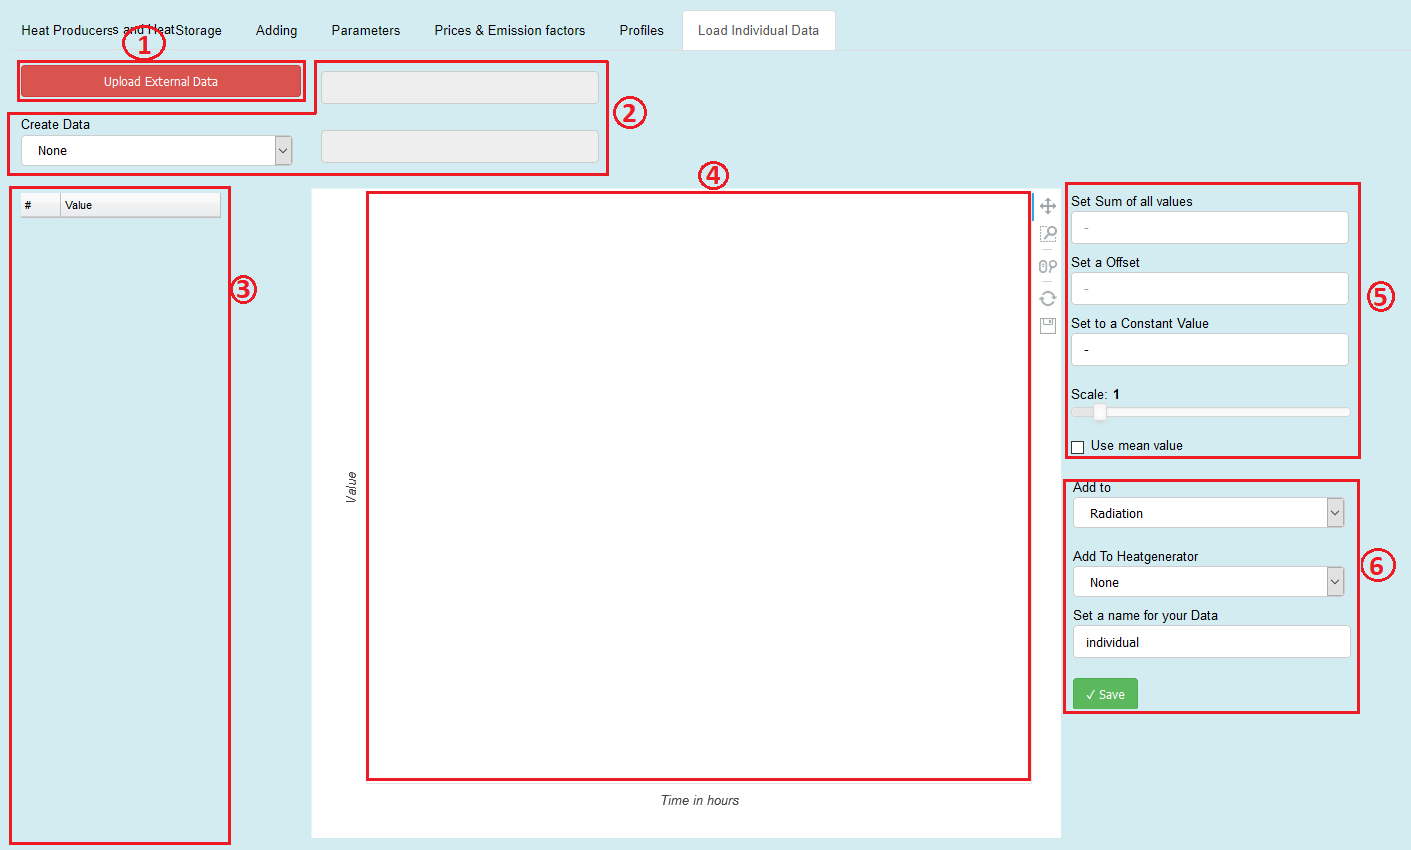 Heat Producers and Heat Storage Adding Parameters Prices & Emission factors Profiles Load Individual Data
1
Upload External Data
2
Create Data
None
4
# Value
3
Set Sum of all values
-
Set a Offset
-
5
Set to a Constant Value
-
Scale: 1
Use mean value
Value
Add to
Radiation
Add To Heatgenerator
6
None
Set a name for your Data
individual
✓ Save
Time in hours